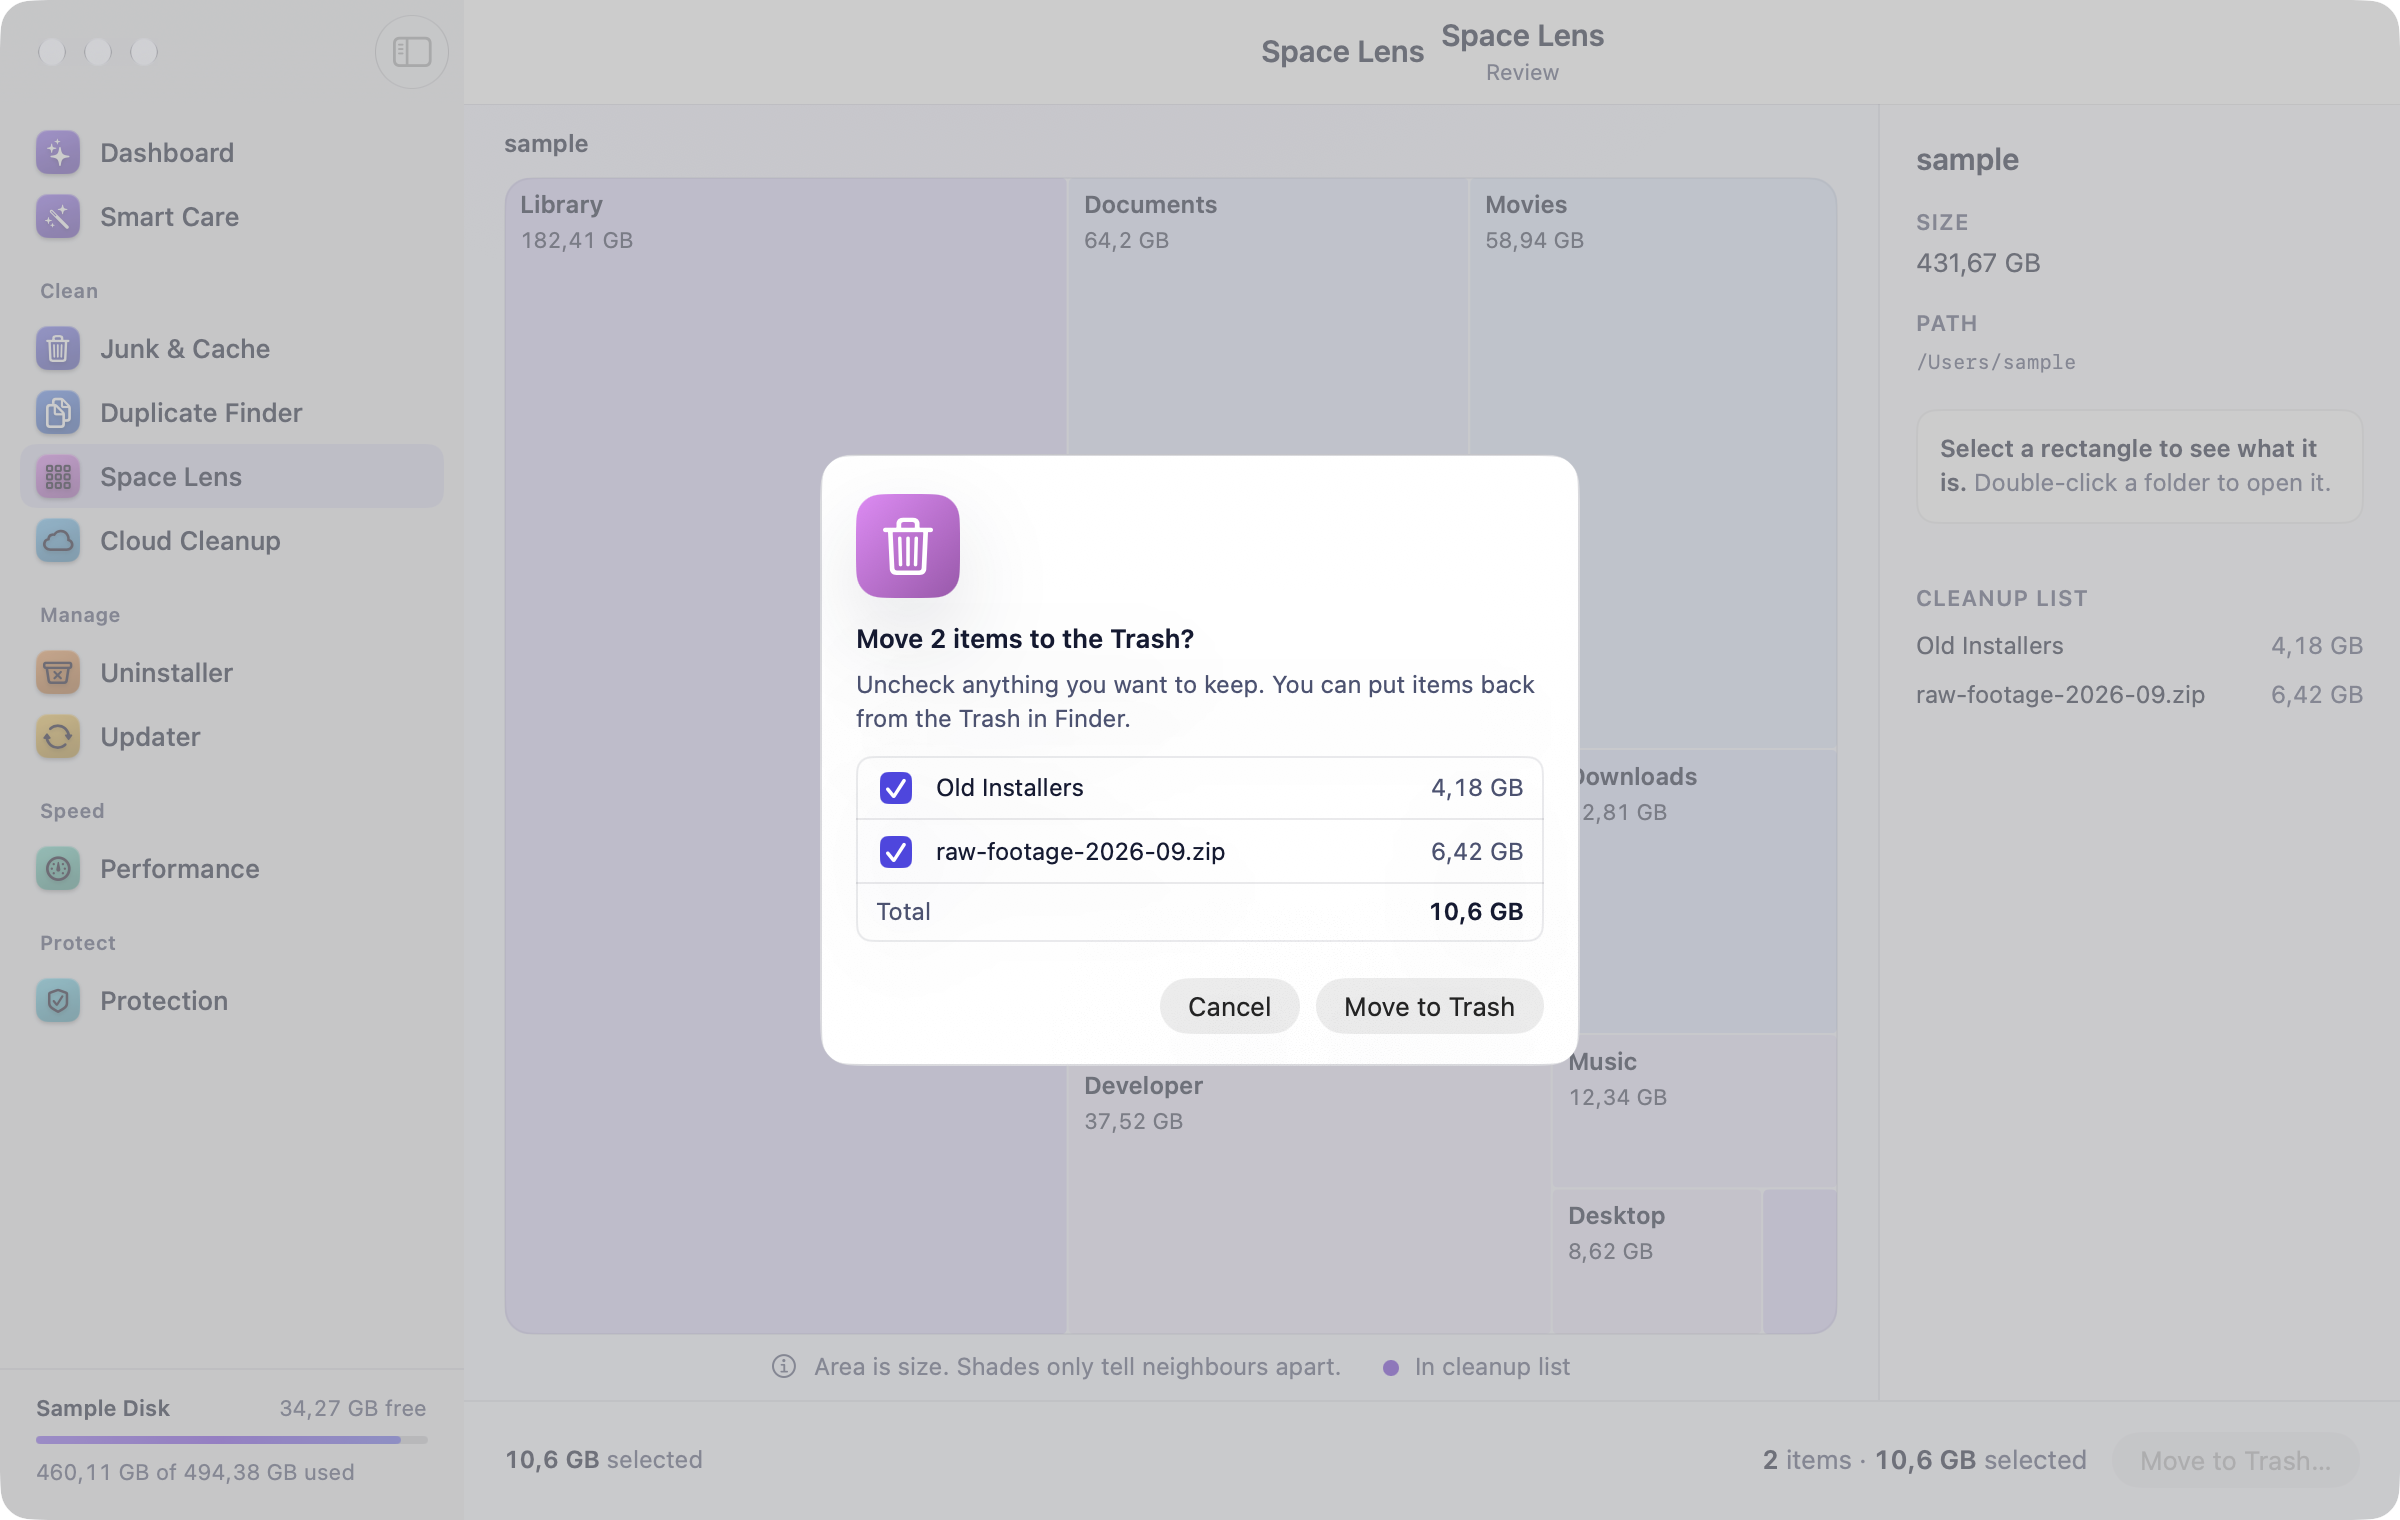 Space Lens
Space Lens
Review
Dashboard
Smart Care
Clean
Junk & Cache
Duplicate Finder
Space Lens
Cloud Cleanup
Manage
Uninstaller
Updater
Speed
Performance
Protect
Protection
Sample Disk
34,27 GB free
460,11 GB of 494,38 GB used
sample
Library
182,41 GB
Documents
64,2 GB
Movies
58,94 GB
ownloads
2,81 GB
Developer
37,52 GB
Music
12,34 GB
Desktop
8,62 GB
Move 2 items to the Trash?
Uncheck anything you want to keep. You can put items back
from the Trash in Finder.
Old Installers 4,18 GB
raw-footage-2026-09.zip 6,42 GB
Total 10,6 GB
Cancel
Move to Trash
Area is size. Shades only tell neighbours apart.
In cleanup list
10,6 GB selected
2 items · 10,6 GB selected
Move to Trash...
sample
SIZE
431,67 GB
PATH
/Users/sample
Select a rectangle to see what it
is. Double-click a folder to open it.
CLEANUP LIST
Old Installers 4,18 GB
raw-footage-2026-09.zip 6,42 GB